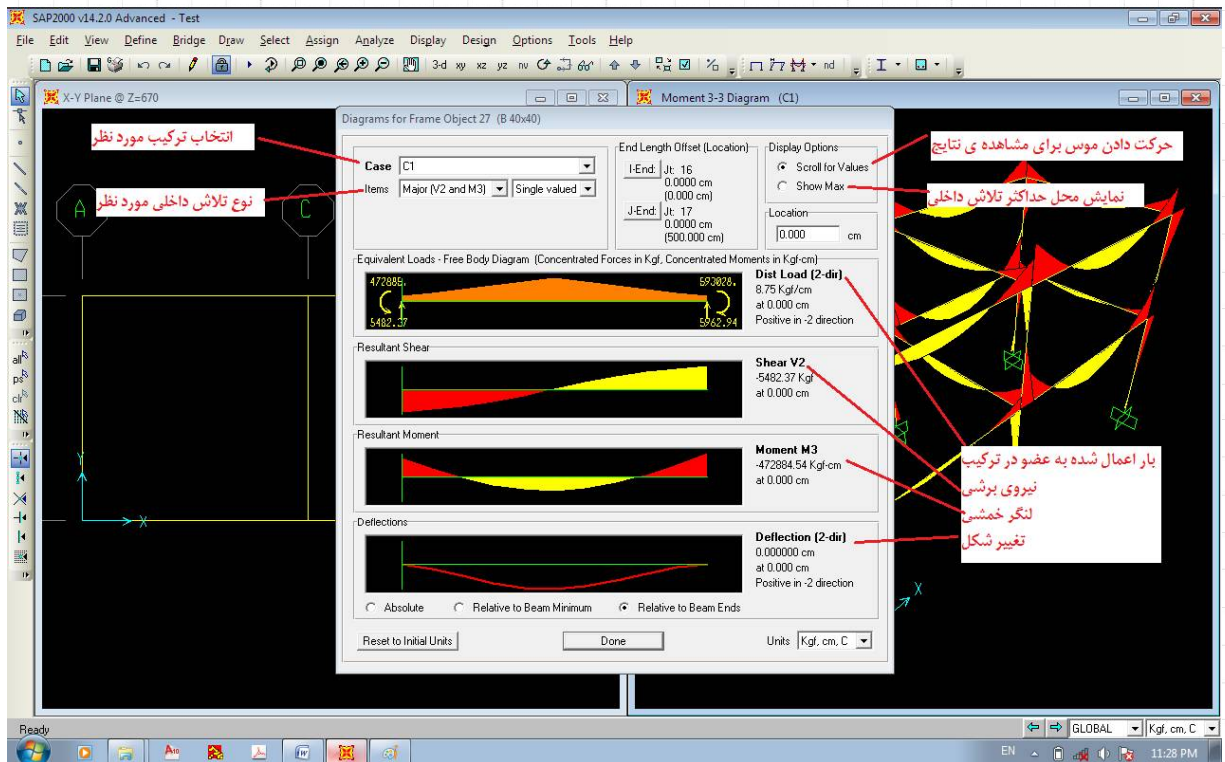 SAP2000 v14.2.0 Advanced - Test
File Edit View Define Bridge Draw Select Assign Analyze Display Design Options Tools Help
3-d xy xz yz nv
nd
X-Y Plane @ Z=670
Moment 3-3 Diagram (C1)
Diagrams for Frame Object 27 (B 40x40)
انتخاب ترکیب مورد نظر
نوع تلاش داخلی مورد نظر
Case C1
Items Major (V2 and M3) Single valued
End Length Offset (Location)
I-End: Jt: 16
0.0000 cm
(0.000 cm)
J-End: Jt: 17
0.0000 cm
(500.000 cm)
Display Options
Scroll for Values
Show Max
Location
0.000 cm
حرکت دادن موس برای مشاهده ی نتایج
نمایش محل حداکثر تلاش داخلی
A
C
Equivalent Loads - Free Body Diagram (Concentrated Forces in Kgf, Concentrated Moments in Kgf-cm)
472885. 593028.
5482.37 5962.94
Dist Load (2-dir)
8.75 Kgf/cm
at 0.000 cm
Positive in -2 direction
Resultant Shear
Shear V2
-5482.37 Kgf
at 0.000 cm
Resultant Moment
Moment M3
-472884.54 Kgf-cm
at 0.000 cm
Deflections
Deflection (2-dir)
0.000000 cm
at 0.000 cm
Positive in -2 direction
بار اعمال شده به عضو در ترکیب
نیروی برشی
لنگر خمشی
تغییر شکل
Absolute Relative to Beam Minimum Relative to Beam Ends
Reset to Initial Units Done Units Kgf, cm, C
Y
X
X
all
ps
clr
Ready
GLOBAL Kgf, cm, C
EN 11:28 PM